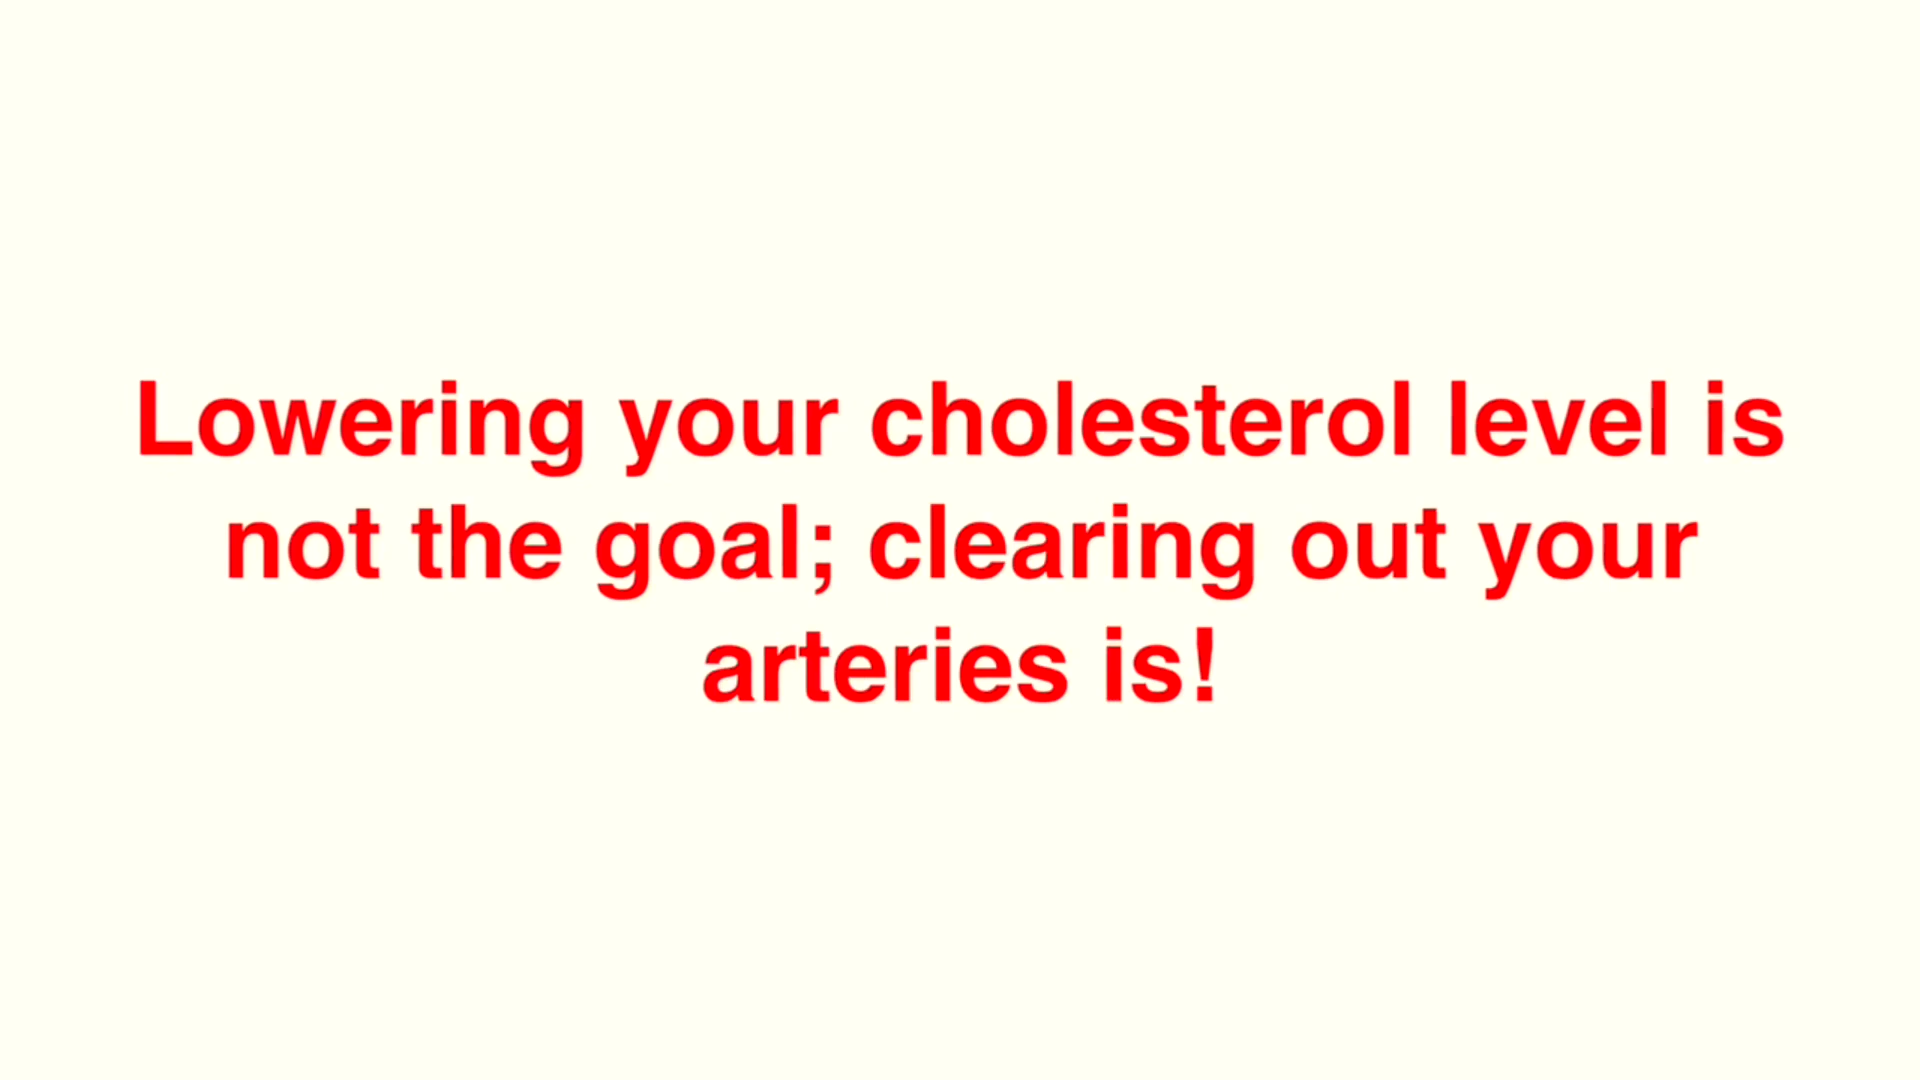 Lowering your cholesterol level is
not the goal; clearing out your
arteries is!